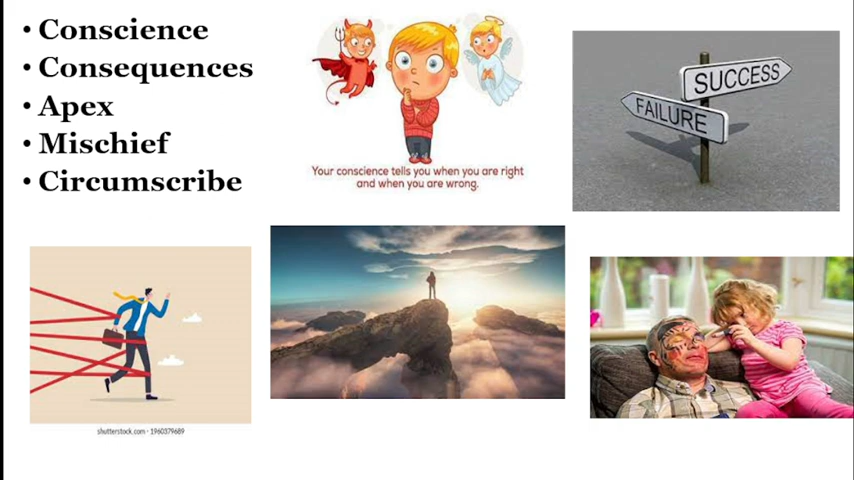 • Conscience
• Consequences
• Apex
• Mischief
• Circumscribe
Your conscience tells you when you are right
and when you are wrong.
SUCCESS
FAILURE
shutterstock.com · 1960379689